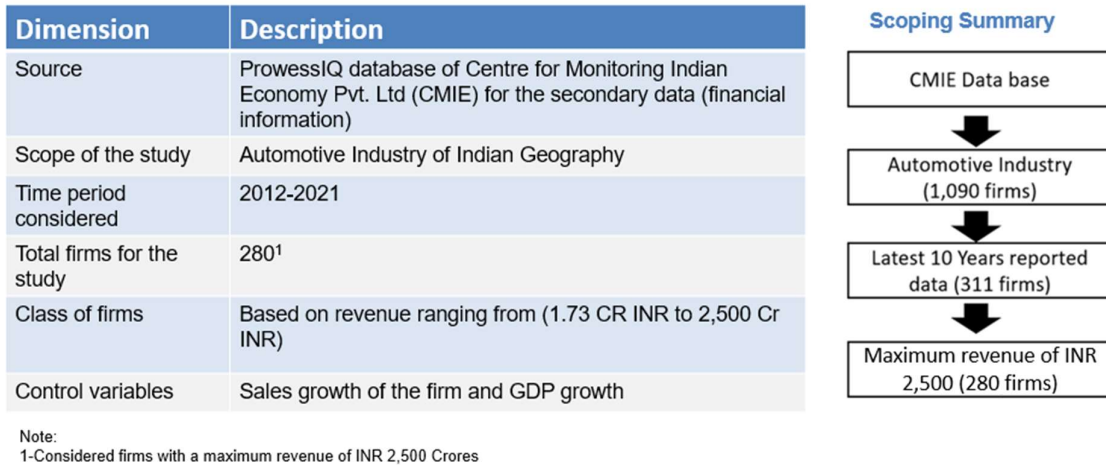 Dimension
Description
Source
ProwessIQ database of Centre for Monitoring Indian
Economy Pvt. Ltd (CMIE) for the secondary data (financial
information)
Scope of the study
Automotive Industry of Indian Geography
Time period
considered
2012-2021
Total firms for the
study
280¹
Class of firms
Based on revenue ranging from (1.73 CR INR to 2,500 Cr
INR)
Control variables
Sales growth of the firm and GDP growth
Note:
1-Considered firms with a maximum revenue of INR 2,500 Crores
Scoping Summary
CMIE Data base
Automotive Industry
(1,090 firms)
Latest 10 Years reported
data (311 firms)
Maximum revenue of INR
2,500 (280 firms)